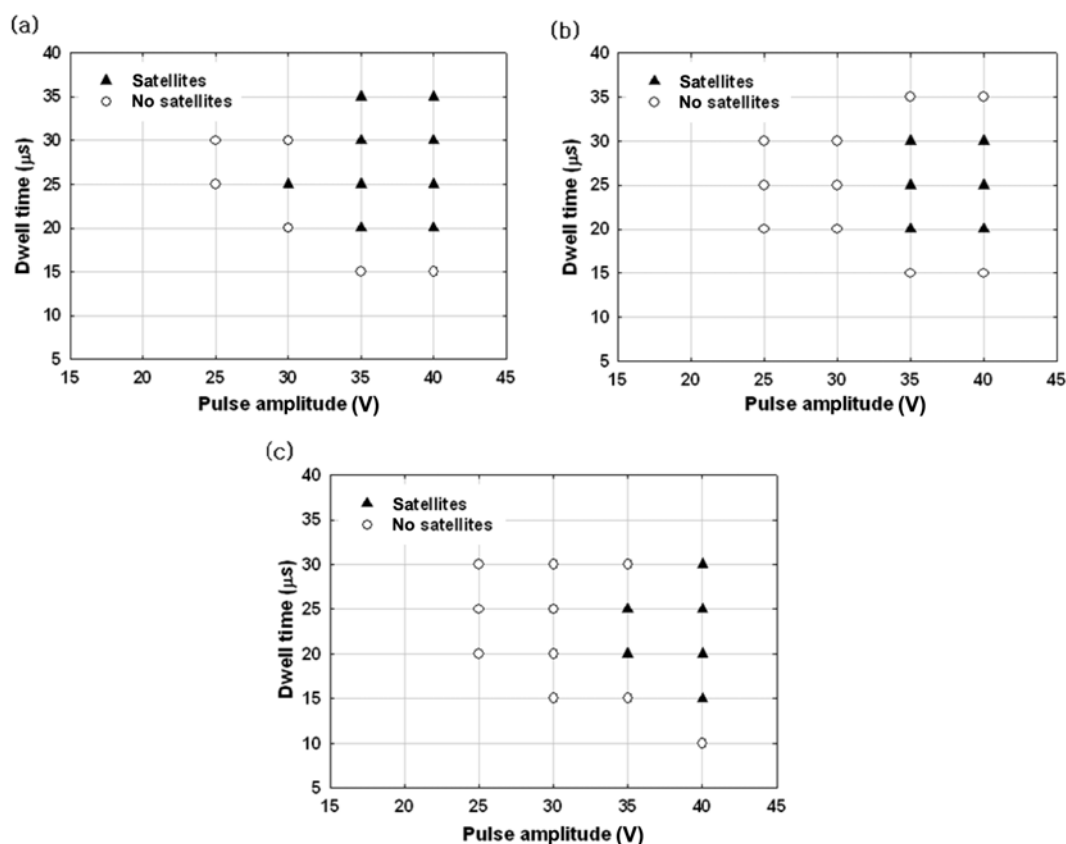 (a)
40
35
30
25
20
15
10
5
Dwell time (μs)
▲ Satellites
○ No satellites
15 20 25 30 35 40 45
Pulse amplitude (V)
(b)
40
35
30
25
20
15
10
5
Dwell time (μs)
▲ Satellites
○ No satellites
15 20 25 30 35 40 45
Pulse amplitude (V)
(c)
40
35
30
25
20
15
10
5
Dwell time (μs)
▲ Satellites
○ No satellites
15 20 25 30 35 40 45
Pulse amplitude (V)